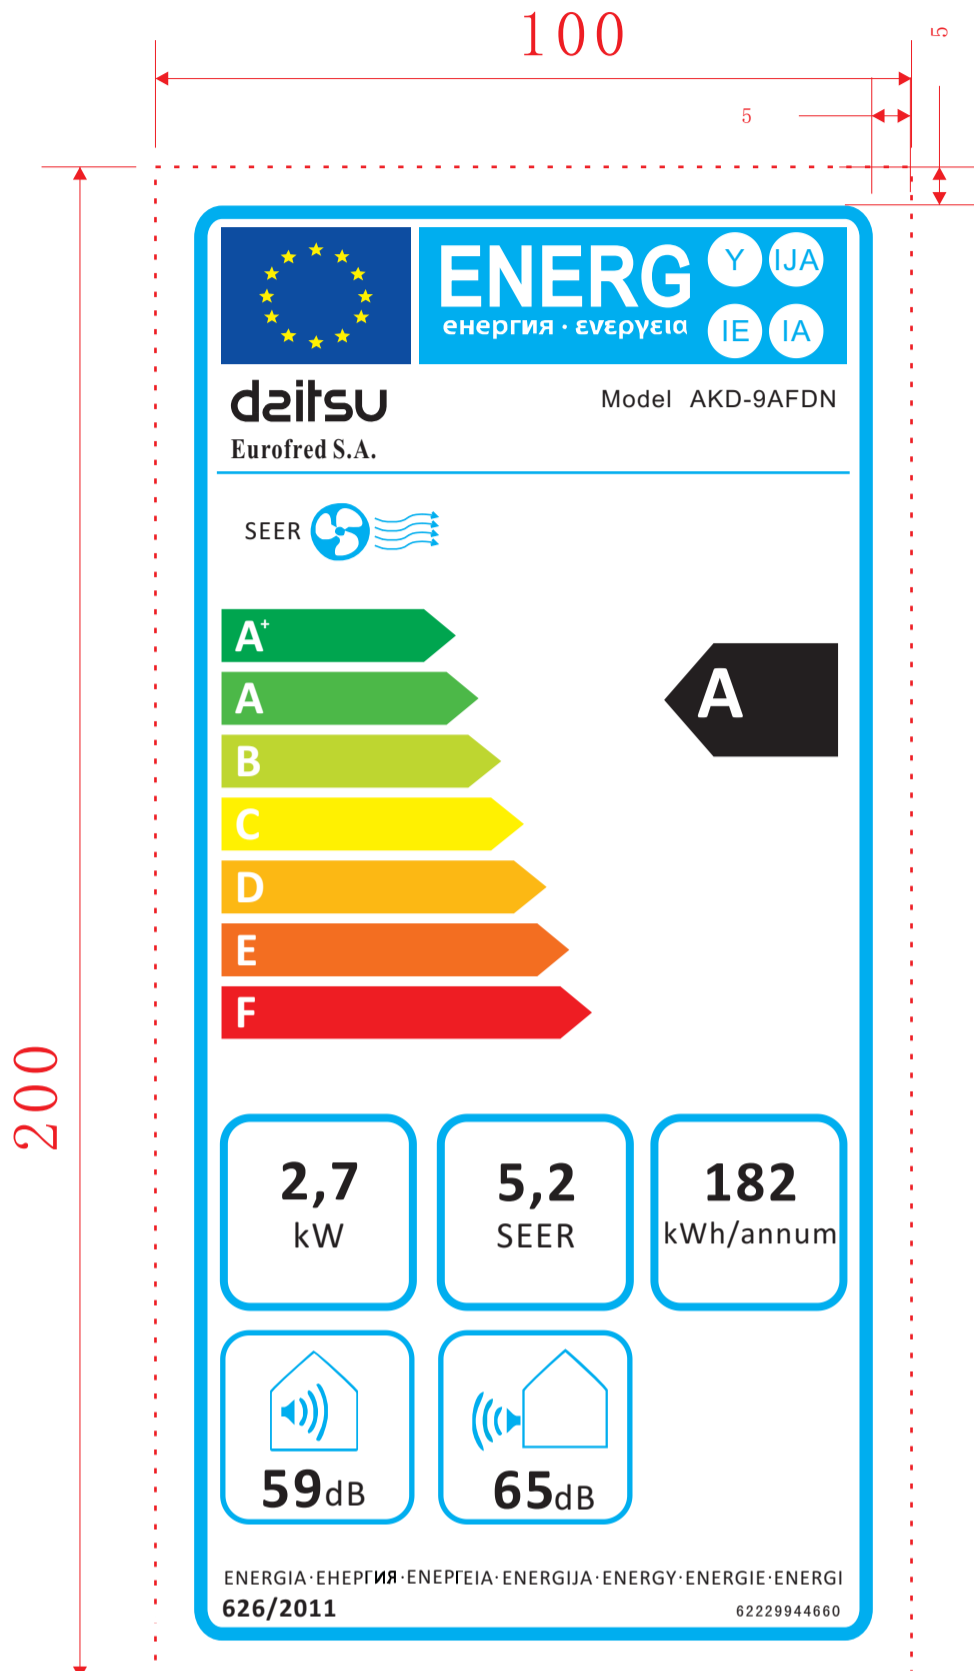 100
5
5
ENERG
Y IJA
енергия · ενεργεια
IE IA
daitsu
Model AKD-9AFDN
Eurofred S.A.
SEER
A+
A
A
B
C
D
E
F
200
2,7
kW
5,2
SEER
182
kWh/annum
59dB
65dB
ENERGIA·ЕНЕРГИЯ·ΕΝΕΡΓΕΙΑ·ENERGIJA·ENERGY·ENERGIE·ENERGI
626/2011
62229944660